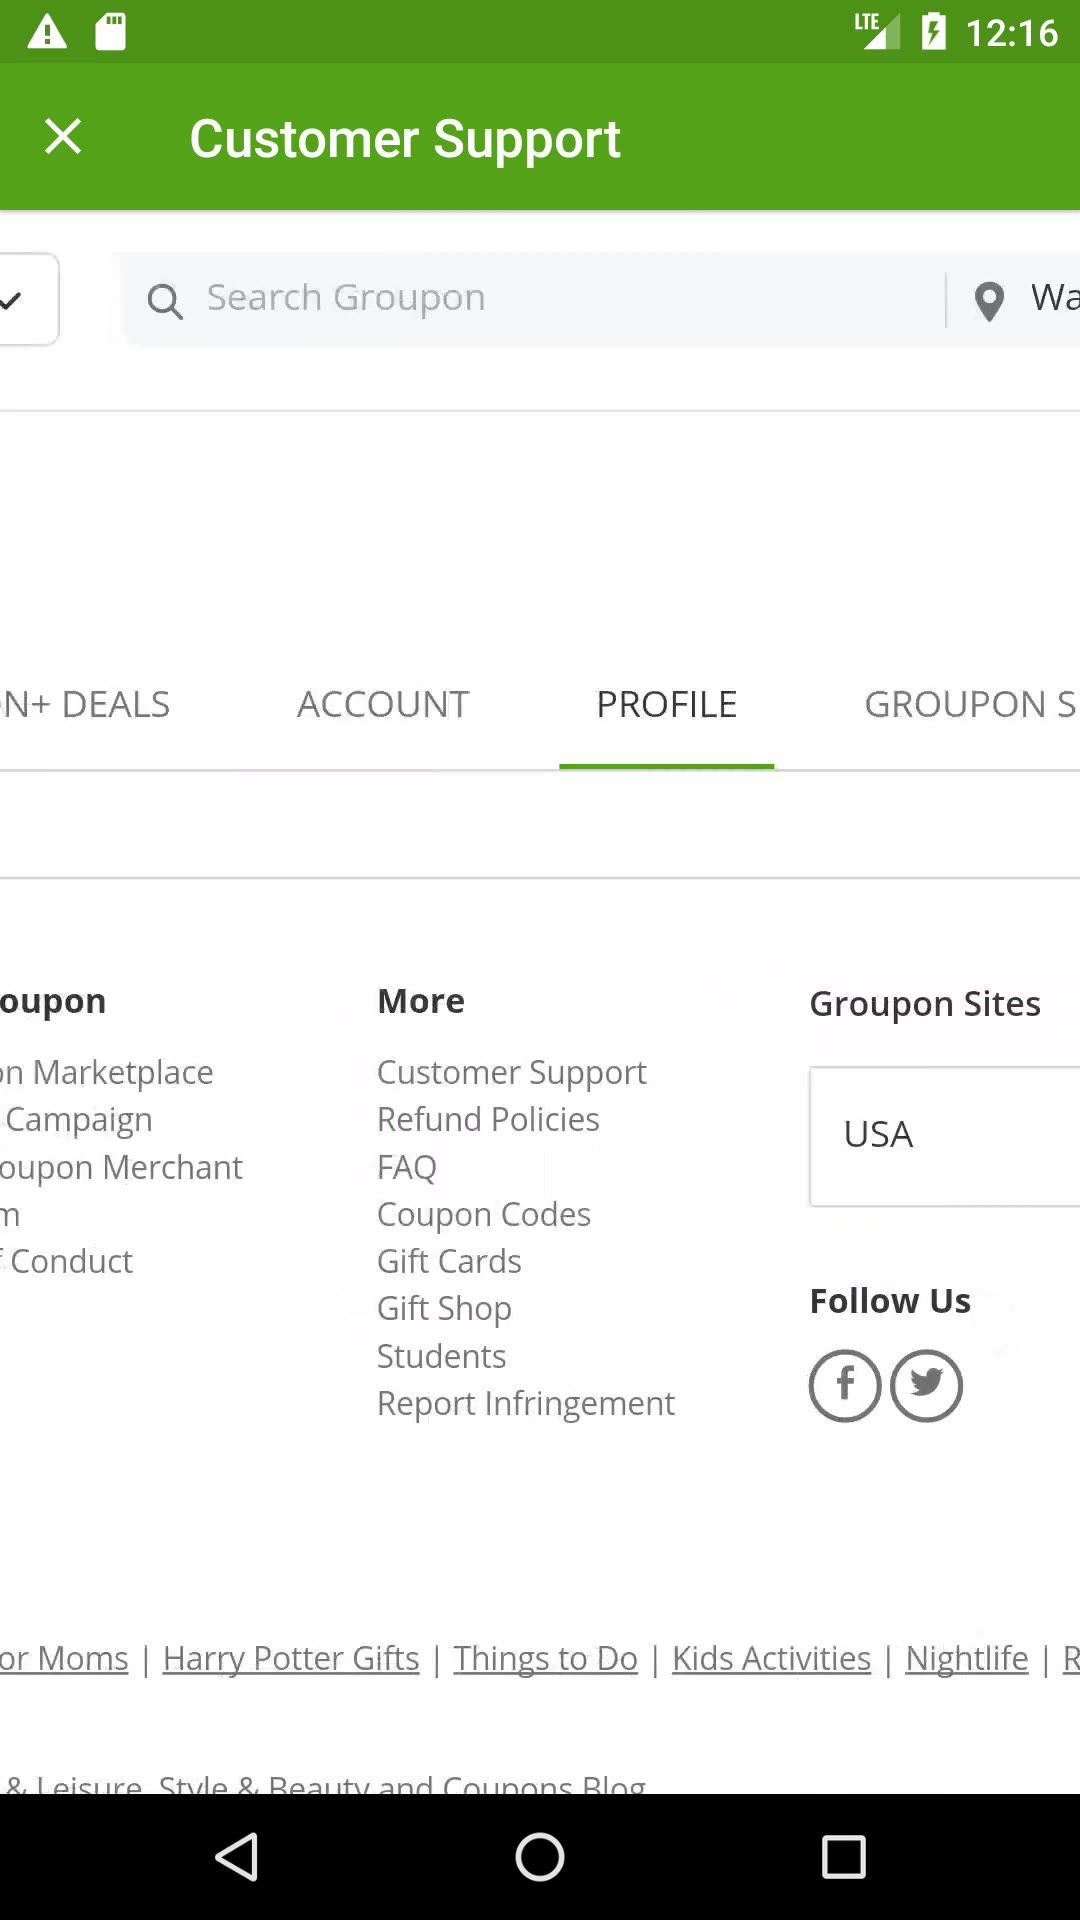 LTE 12:16
Customer Support
Search Groupon
Wa
N+ DEALS ACCOUNT PROFILE GROUPON S
oupon
on Marketplace
Campaign
oupon Merchant
m
f Conduct
More
Customer Support
Refund Policies
FAQ
Coupon Codes
Gift Cards
Gift Shop
Students
Report Infringement
Groupon Sites
USA
Follow Us
or Moms | Harry Potter Gifts | Things to Do | Kids Activities | Nightlife | R
& Leisure, Style & Beauty and Coupons Blog